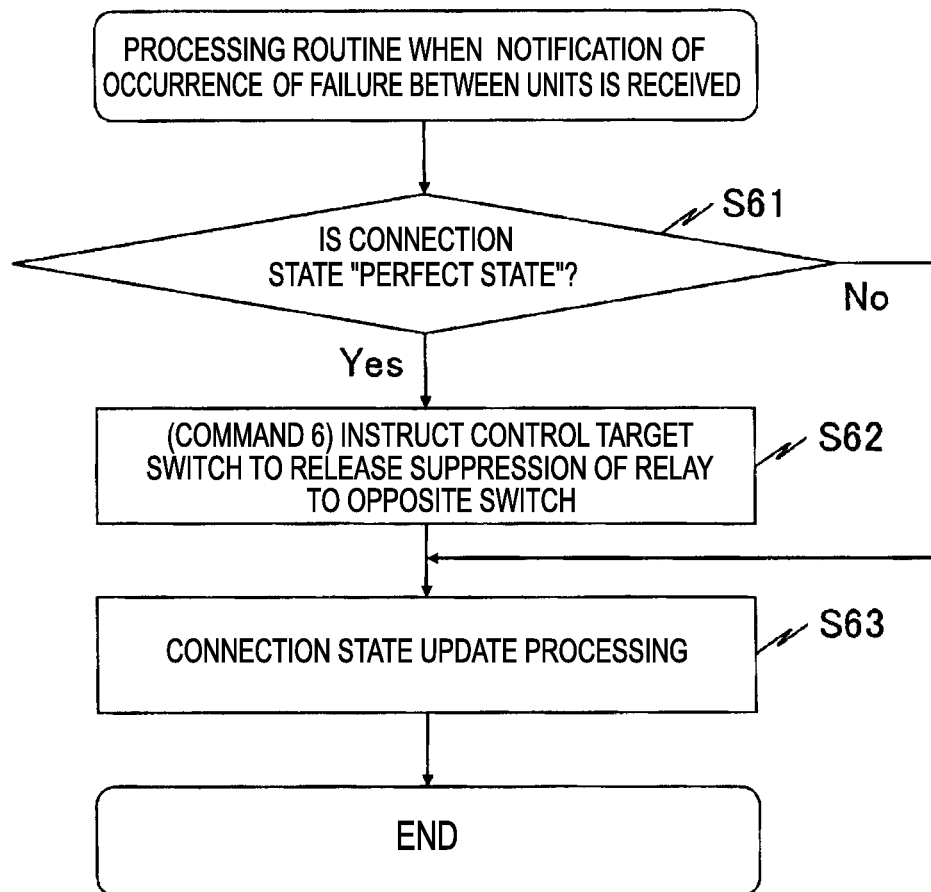 PROCESSING ROUTINE WHEN NOTIFICATION OF
OCCURRENCE OF FAILURE BETWEEN UNITS IS RECEIVED
S61
IS CONNECTION
STATE "PERFECT STATE"?
No
Yes
(COMMAND 6) INSTRUCT CONTROL TARGET
SWITCH TO RELEASE SUPPRESSION OF RELAY
TO OPPOSITE SWITCH
S62
S63
CONNECTION STATE UPDATE PROCESSING
END